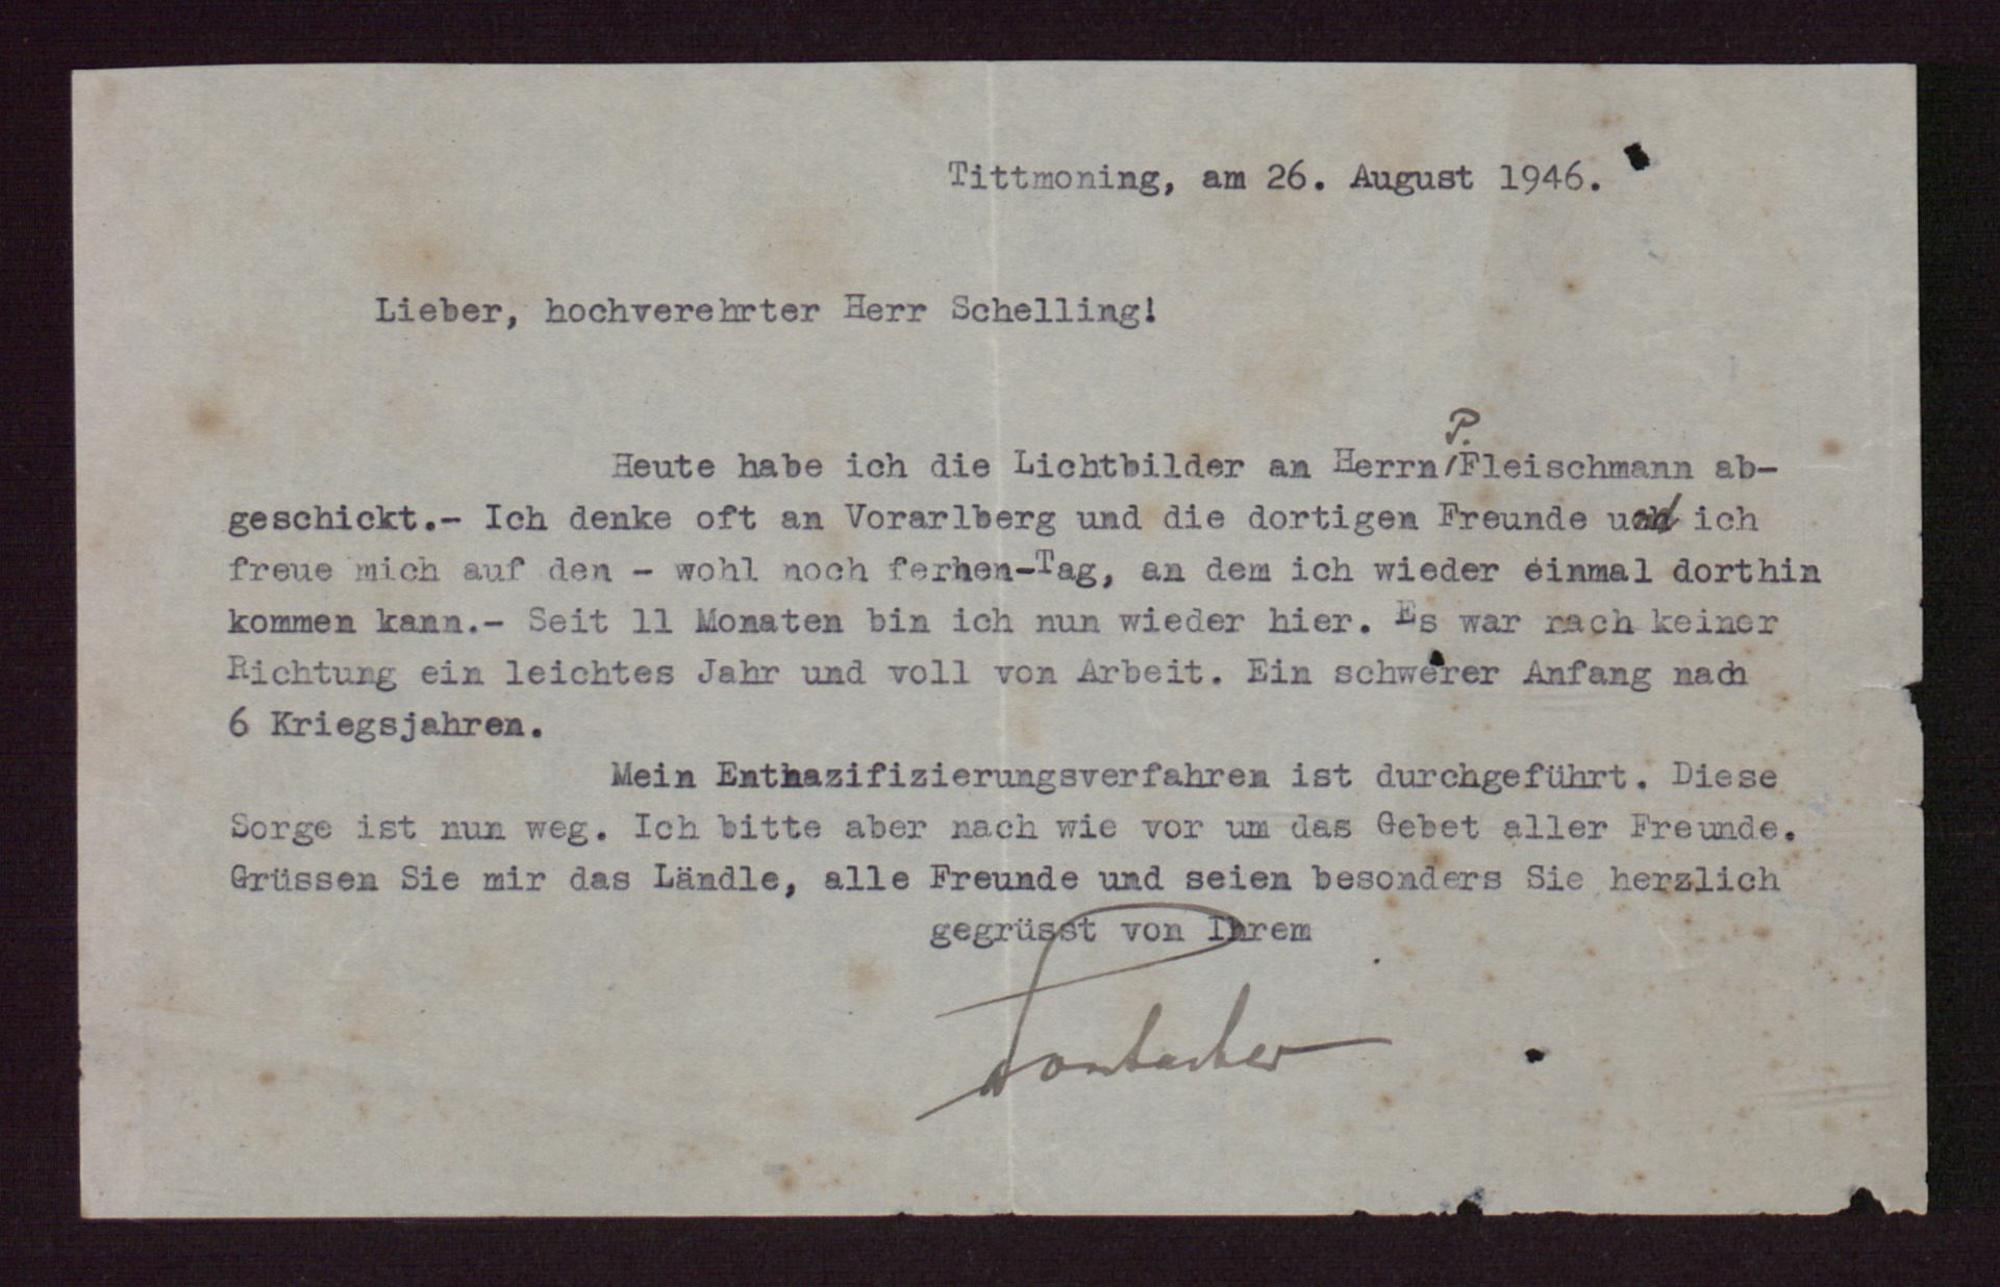 Tittmoning, am 26. August 1946.
Lieber, hochverehrter Herr Schelling!
P.
Heute habe ich die Lichtbilder an Herrn/Fleischmann ab-
geschickt.- Ich denke oft an Vorarlberg und die dortigen Freunde und ich
freue mich auf den - wohl noch fernen-Tag, an dem ich wieder einmal dorthin
kommen kann.- Seit 11 Monaten bin ich nun wieder hier. Es war nach keiner
Richtung ein leichtes Jahr und voll von Arbeit. Ein schwerer Anfang nach
6 Kriegsjahren.
Mein Entnazifizierungsverfahren ist durchgeführt. Diese
Sorge ist nun weg. Ich bitte aber nach wie vor um das Gebet aller Freunde.
Grüssen Sie mir das Ländle, alle Freunde und seien besonders Sie herzlich
gegrüsst von Ihrem